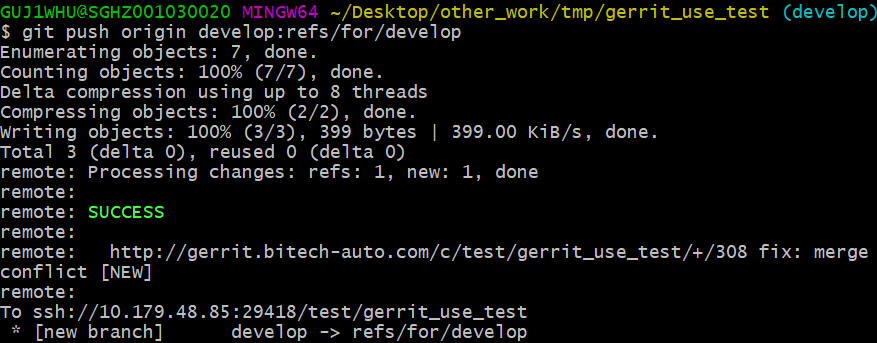 GUJ1WHU@SGHZ001030020 MINGW64 ~/Desktop/other_work/tmp/gerrit_use_test (develop)
$ git push origin develop:refs/for/develop
Enumerating objects: 7, done.
Counting objects: 100% (7/7), done.
Delta compression using up to 8 threads
Compressing objects: 100% (2/2), done.
Writing objects: 100% (3/3), 399 bytes | 399.00 KiB/s, done.
Total 3 (delta 0), reused 0 (delta 0)
remote: Processing changes: refs: 1, new: 1, done
remote:
remote: SUCCESS
remote:
remote:   http://gerrit.bitech-auto.com/c/test/gerrit_use_test/+/308 fix: merge
conflict [NEW]
remote:
To ssh://10.179.48.85:29418/test/gerrit_use_test
 * [new branch]      develop -> refs/for/develop